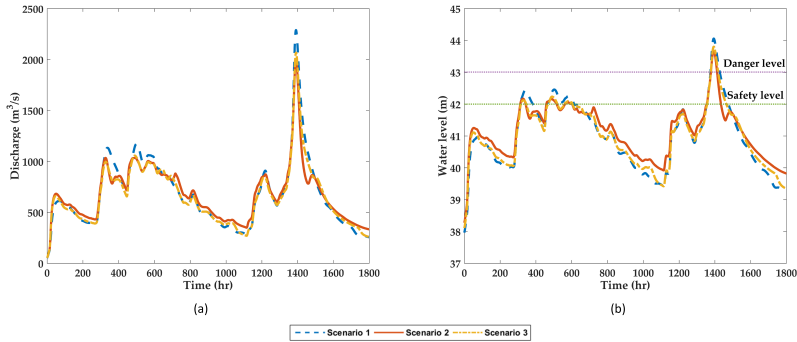 2500
2000
1500
1000
500
0
Discharge (m³/s)
0 200 400 600 800 1000 1200 1400 1600 1800
Time (hr)
(a)
45
44
43
42
41
40
39
38
37
Water level (m)
Danger level
Safety level
0 200 400 600 800 1000 1200 1400 1600 1800
Time (hr)
(b)
Scenario 1 Scenario 2 Scenario 3